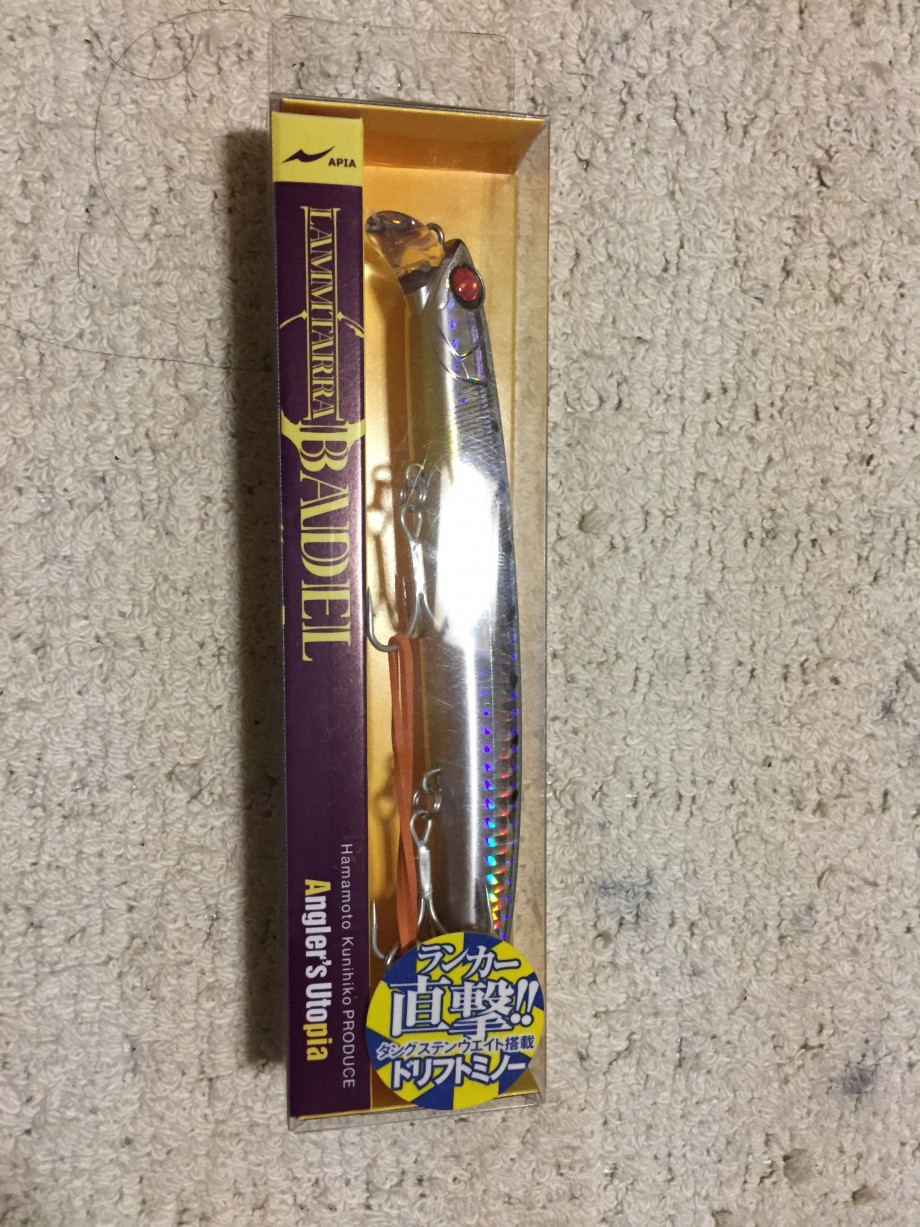 APIA
LAMMTARRA
BADEL
Hamamoto Kunihiko PRODUCE
Angler's Utopia
ランカー
直撃!!
タングステンウエイト搭載
ドリフトミノー